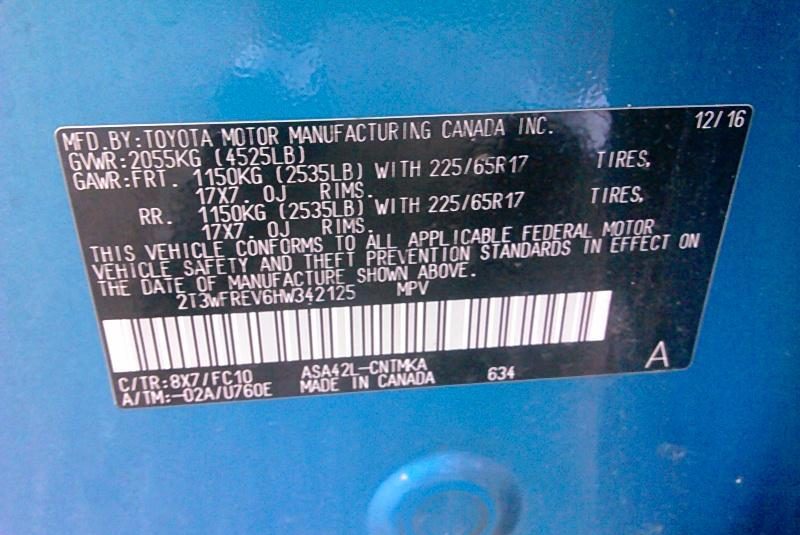 MFD.BY:TOYOTA MOTOR MANUFACTURING CANADA INC. 12/16
GVWR:2055KG (4525LB)
GAWR:FRT. 1150KG (2535LB) WITH 225/65R17 TIRES,
17X7.0J RIMS.
RR. 1150KG (2535LB) WITH 225/65R17 TIRES,
17X7.0J RIMS.
THIS VEHICLE CONFORMS TO ALL APPLICABLE FEDERAL MOTOR
VEHICLE SAFETY AND THEFT PREVENTION STANDARDS IN EFFECT ON
THE DATE OF MANUFACTURE SHOWN ABOVE.
2T3WFREV6HW342125 MPV
C/TR:8X7/FC10 ASA42L-CNTMKA 634 A
A/TM:-02A/U760E MADE IN CANADA